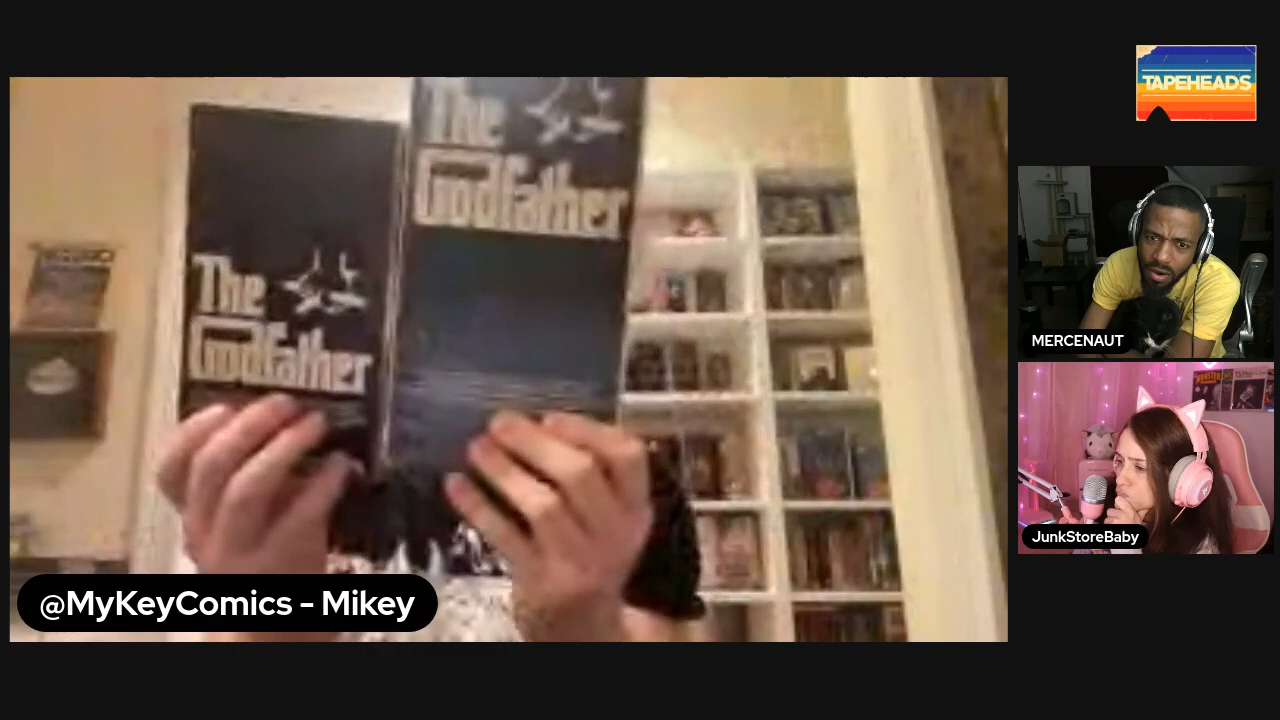 TAPEHEADS
The
Godfather
The
Godfather
MERCENAUT
JunkStoreBaby
@MyKeyComics - Mikey